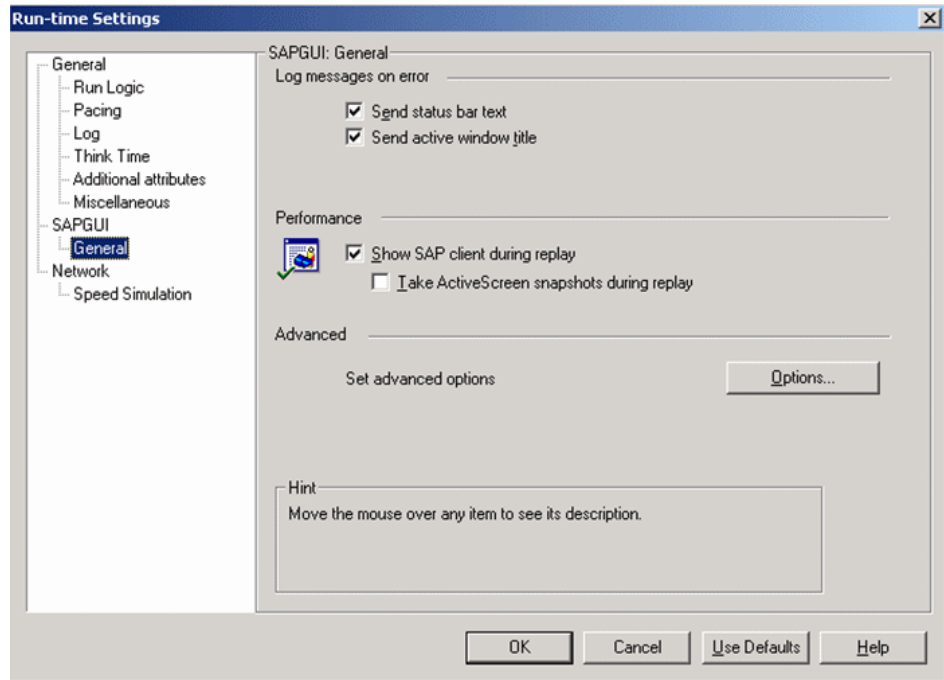 Run-time Settings
General
Run Logic
Pacing
Log
Think Time
Additional attributes
Miscellaneous
SAPGUI
General
Network
Speed Simulation
SAPGUI: General
Log messages on error
Send status bar text
Send active window title
Performance
Show SAP client during replay
Take ActiveScreen snapshots during replay
Advanced
Set advanced options
Options...
Hint
Move the mouse over any item to see its description.
OK
Cancel
Use Defaults
Help